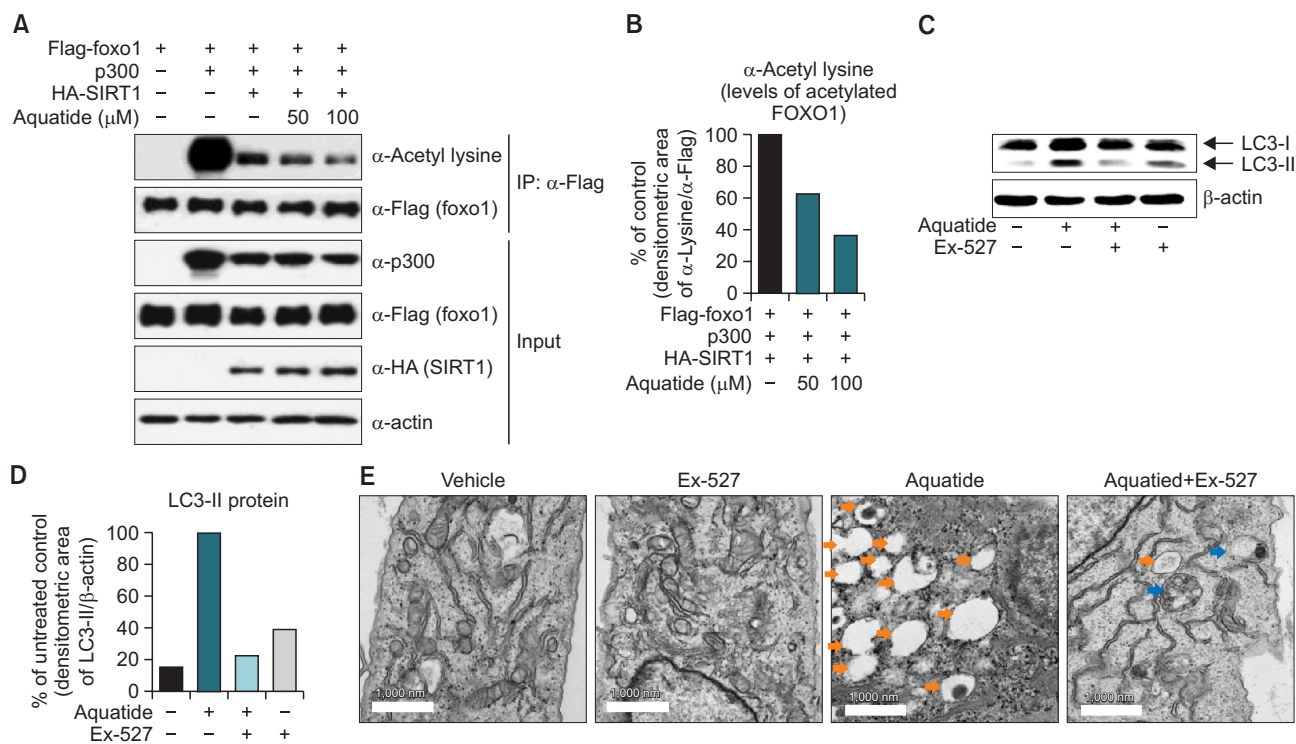 A
Flag-foxo1 + + + + +
p300 – + + + +
HA-SIRT1 – – + + +
Aquatide (μM) – – – 50 100
α-Acetyl lysine
α-Flag (foxo1)
IP: α-Flag
α-p300
α-Flag (foxo1)
α-HA (SIRT1)
α-actin
Input
B
α-Acetyl lysine
(levels of acetylated
FOXO1)
% of control
(densitometric area
of α-Lysine/α-Flag)
100
80
60
40
20
0
Flag-foxo1 + + +
p300 + + +
HA-SIRT1 + + +
Aquatide (μM) – 50 100
C
LC3-I
LC3-II
β-actin
Aquatide – + + –
Ex-527 – – + +
D
LC3-II protein
% of untreated control
(densitometric area
of LC3-II/β-actin)
100
80
60
40
20
0
Aquatide – + + –
Ex-527 – – + +
E
Vehicle
Ex-527
Aquatide
Aquatied+Ex-527
1,000 nm
1,000 nm
1,000 nm
1,000 nm